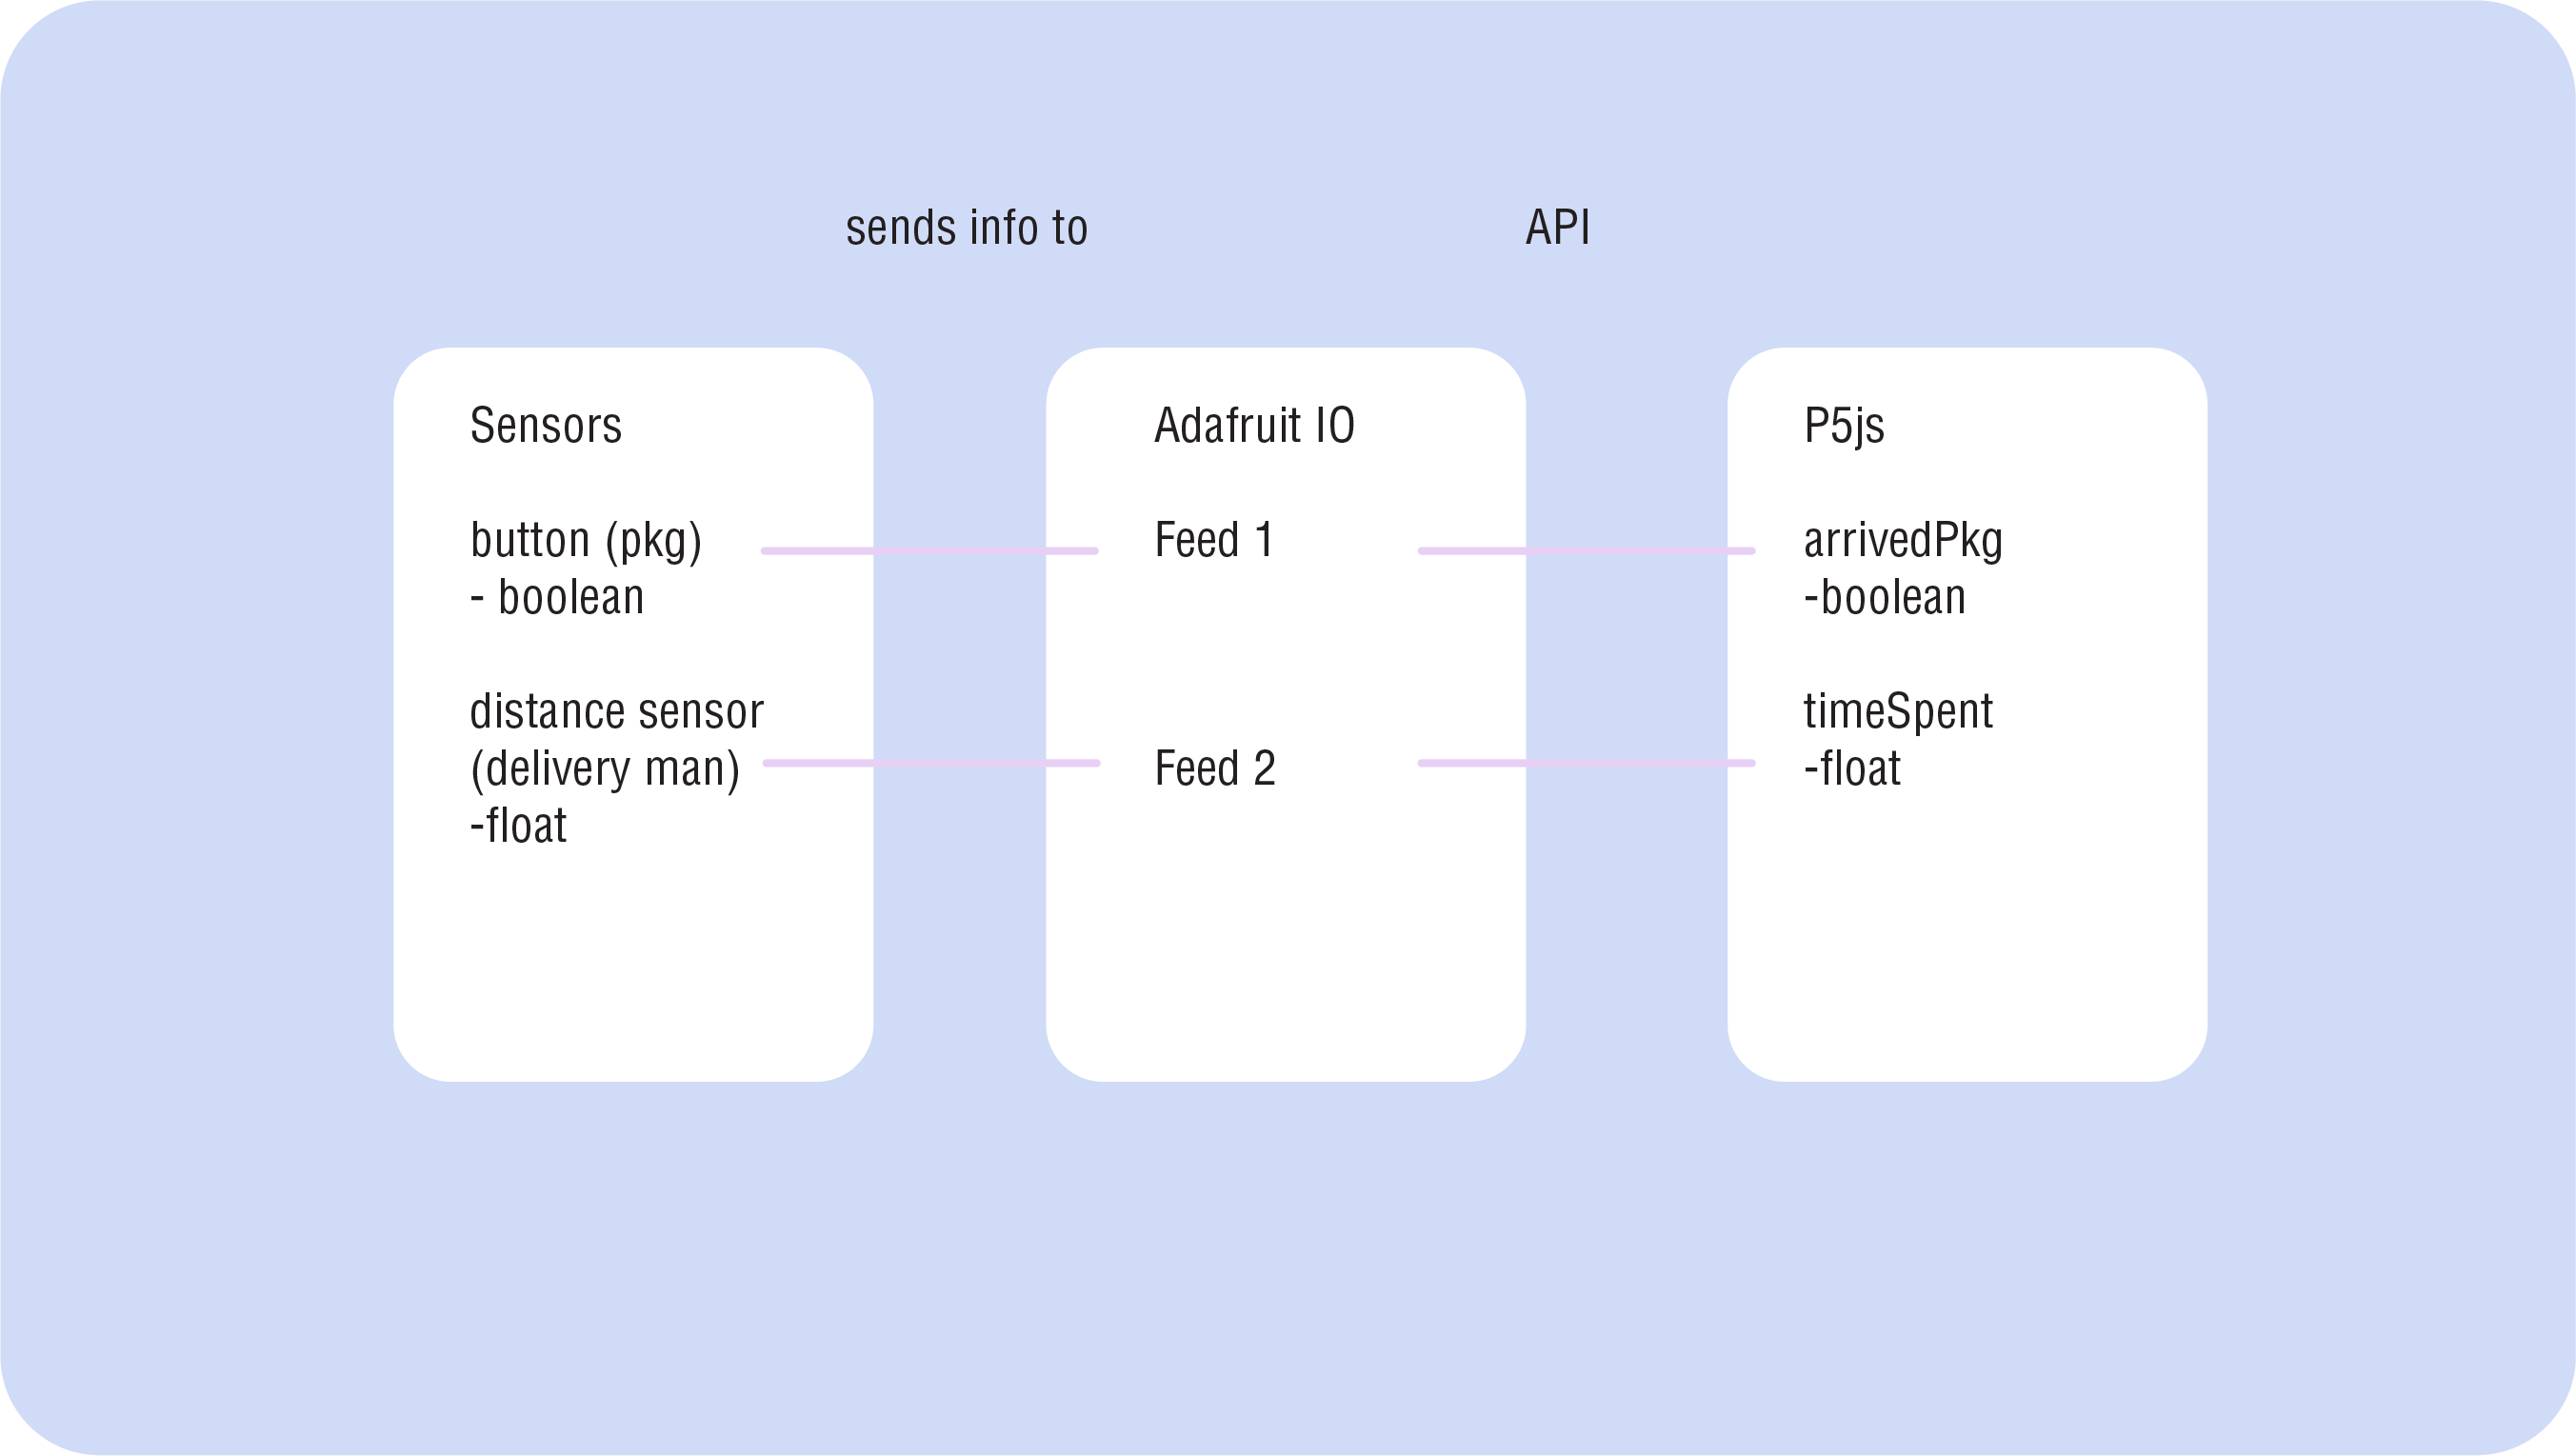 sends info to
API
Sensors
button (pkg)
- boolean
distance sensor
(delivery man)
-float
Adafruit IO
Feed 1
Feed 2
P5js
arrivedPkg
-boolean
timeSpent
-float